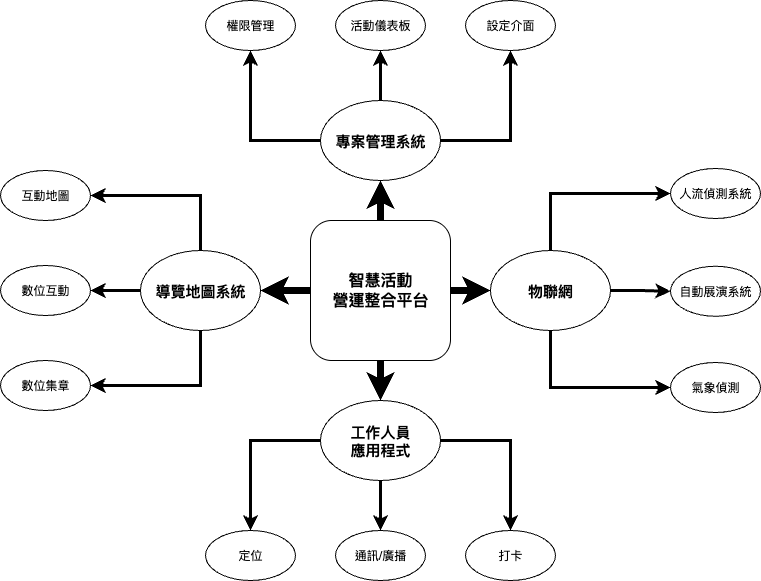 權限管理
活動儀表板
設定介面
專案管理系統
互動地圖
數位互動
數位集章
導覽地圖系統
智慧活動
營運整合平台
物聯網
人流偵測系統
自動展演系統
氣象偵測
工作人員
應用程式
定位
通訊/廣播
打卡